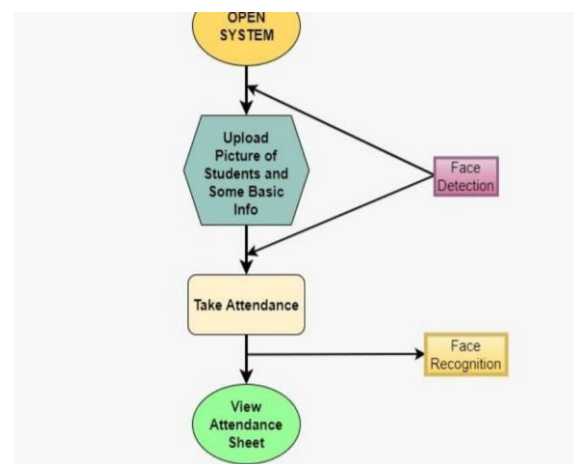 OPEN
SYSTEM
Upload
Picture of
Students and
Some Basic
Info
Face
Detection
Take Attendance
Face
Recognition
View
Attendance
Sheet